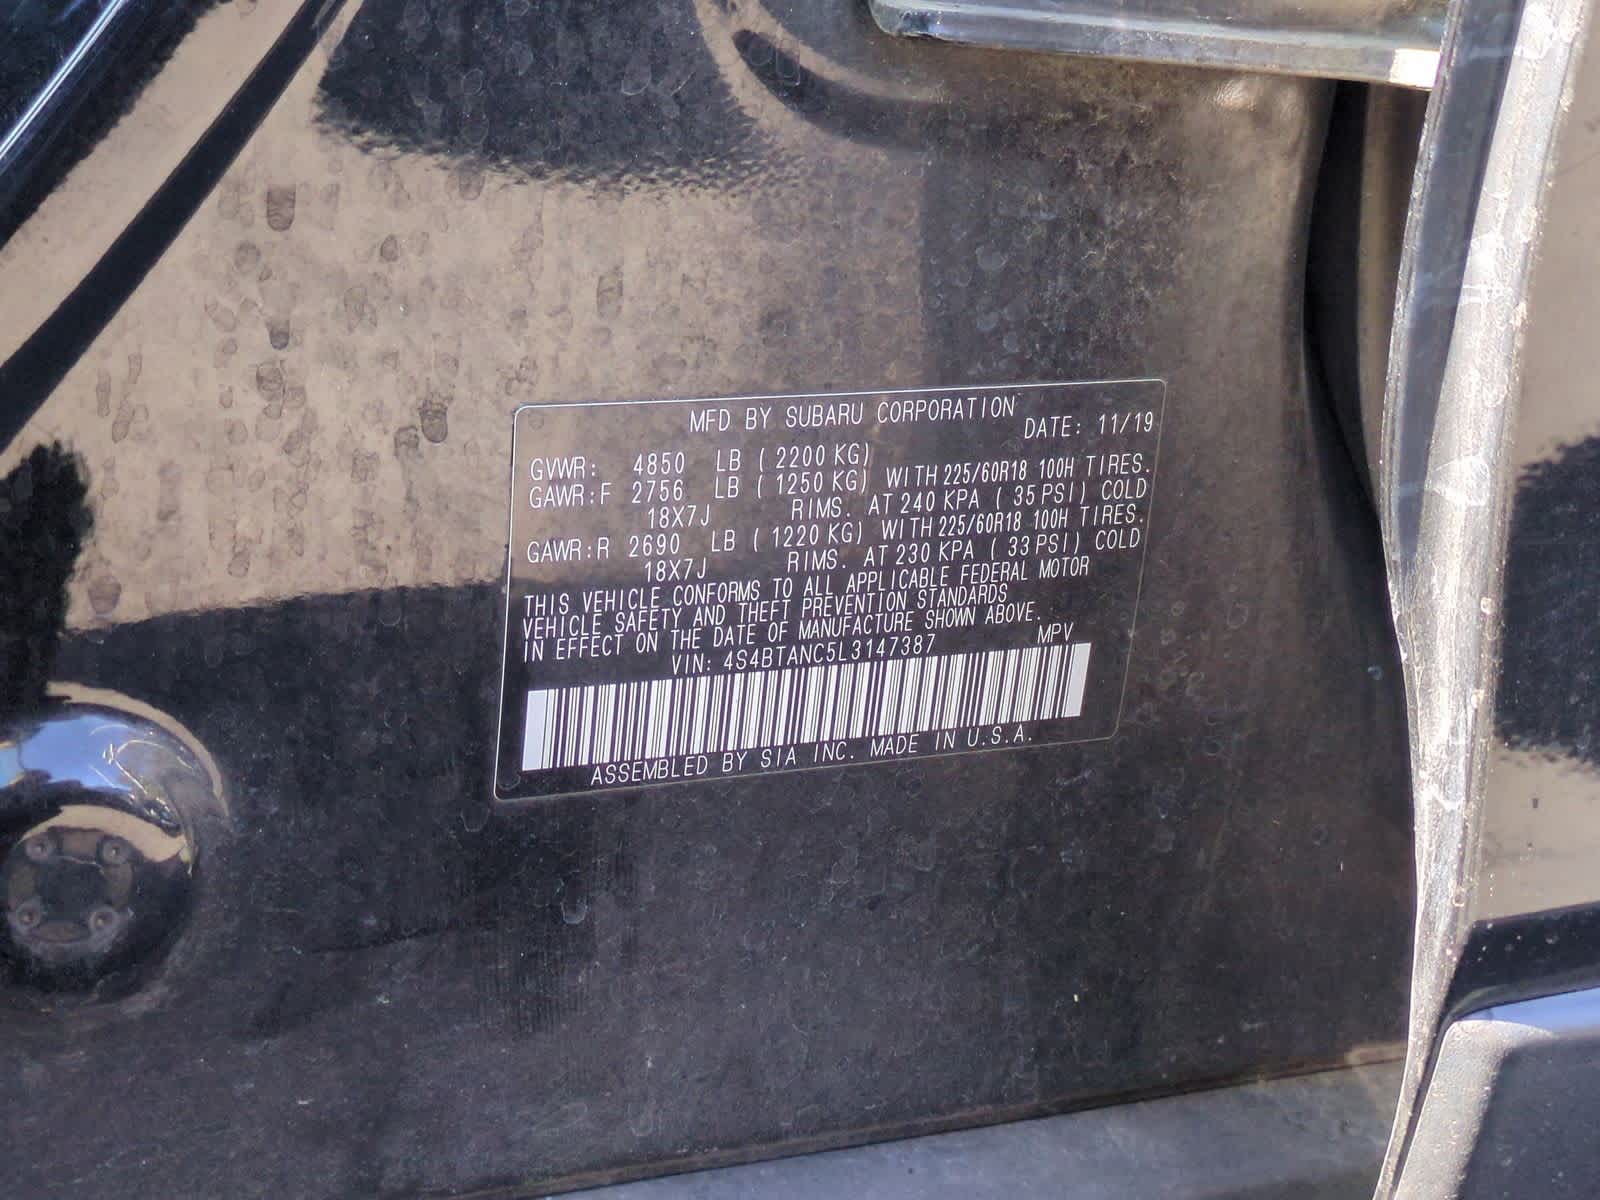 MFD BY SUBARU CORPORATION
DATE: 11/19
GVWR: 4850 LB ( 2200 KG)
GAWR:F 2756 LB ( 1250 KG) WITH 225/60R18 100H TIRES.
18X7J RIMS. AT 240 KPA ( 35 PSI) COLD
GAWR:R 2690 LB ( 1220 KG) WITH 225/60R18 100H TIRES.
18X7J RIMS. AT 230 KPA ( 33 PSI) COLD
THIS VEHICLE CONFORMS TO ALL APPLICABLE FEDERAL MOTOR
VEHICLE SAFETY AND THEFT PREVENTION STANDARDS
IN EFFECT ON THE DATE OF MANUFACTURE SHOWN ABOVE.
VIN: 4S4BTANC5L3147387 MPV
ASSEMBLED BY SIA INC. MADE IN U.S.A.